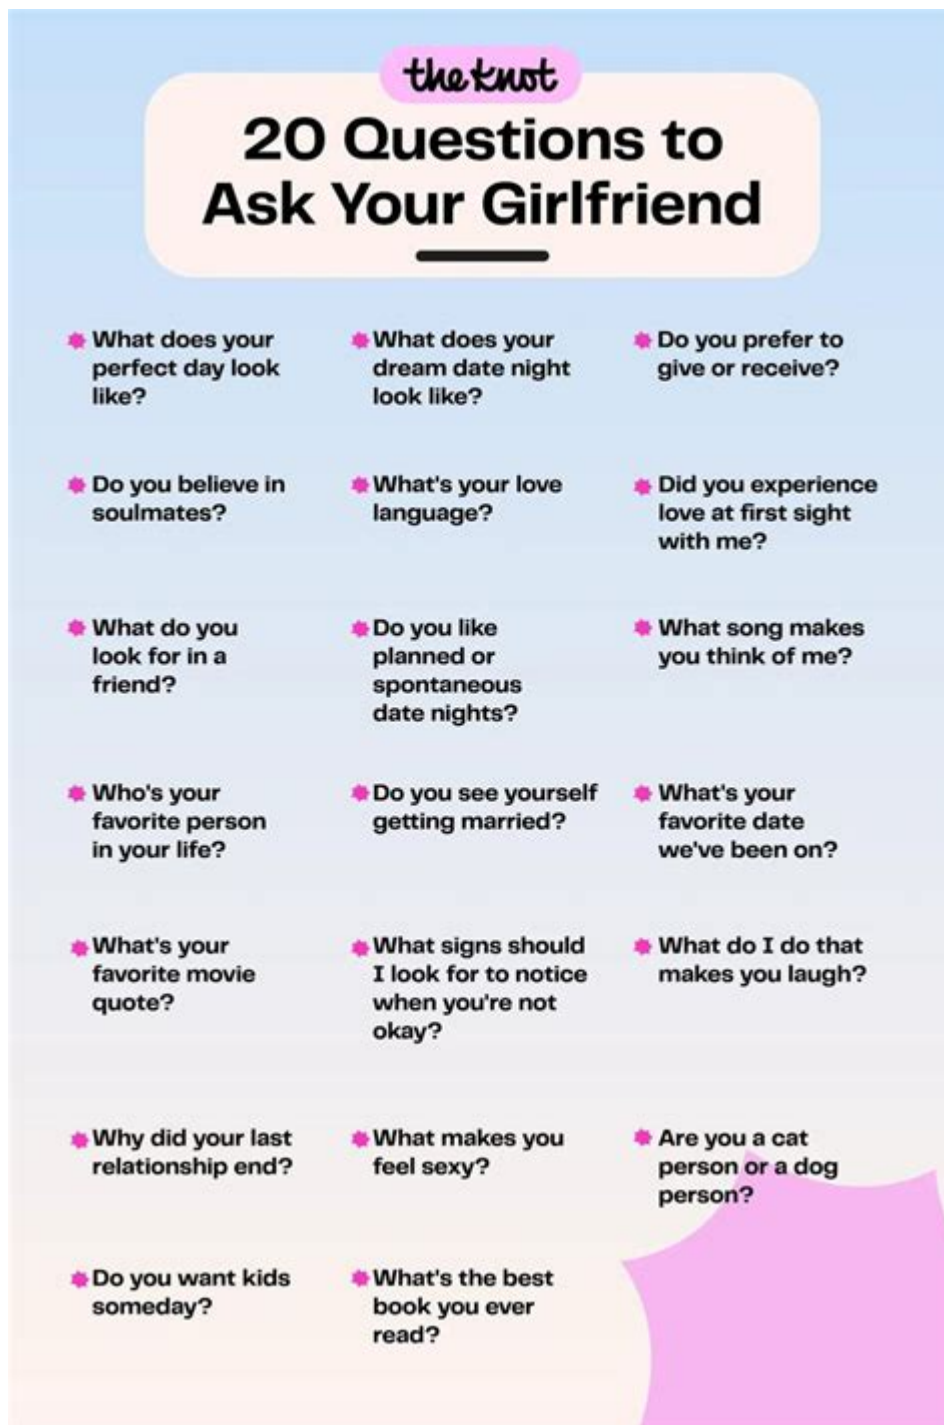 the knot
20 Questions to
Ask Your Girlfriend
What does your
perfect day look
like?
What does your
dream date night
look like?
Do you prefer to
give or receive?
Do you believe in
soulmates?
What's your love
language?
Did you experience
love at first sight
with me?
What do you
look for in a
friend?
Do you like
planned or
spontaneous
date nights?
What song makes
you think of me?
Who's your
favorite person
in your life?
Do you see yourself
getting married?
What's your
favorite date
we've been on?
What's your
favorite movie
quote?
What signs should
I look for to notice
when you're not
okay?
What do I do that
makes you laugh?
Why did your last
relationship end?
What makes you
feel sexy?
Are you a cat
person or a dog
person?
Do you want kids
someday?
What's the best
book you ever
read?